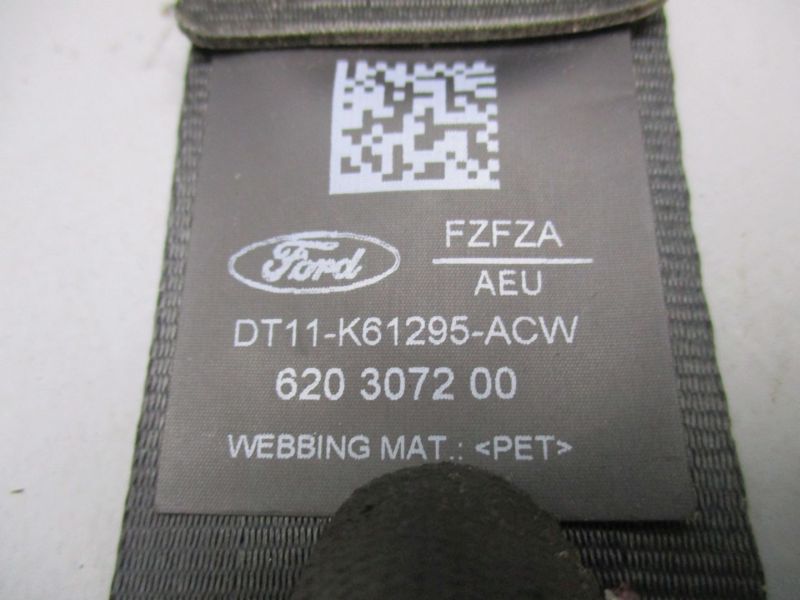 Ford
FZFZA
AEU
DT11-K61295-ACW
620 3072 00
WEBBING MAT.: <PET>